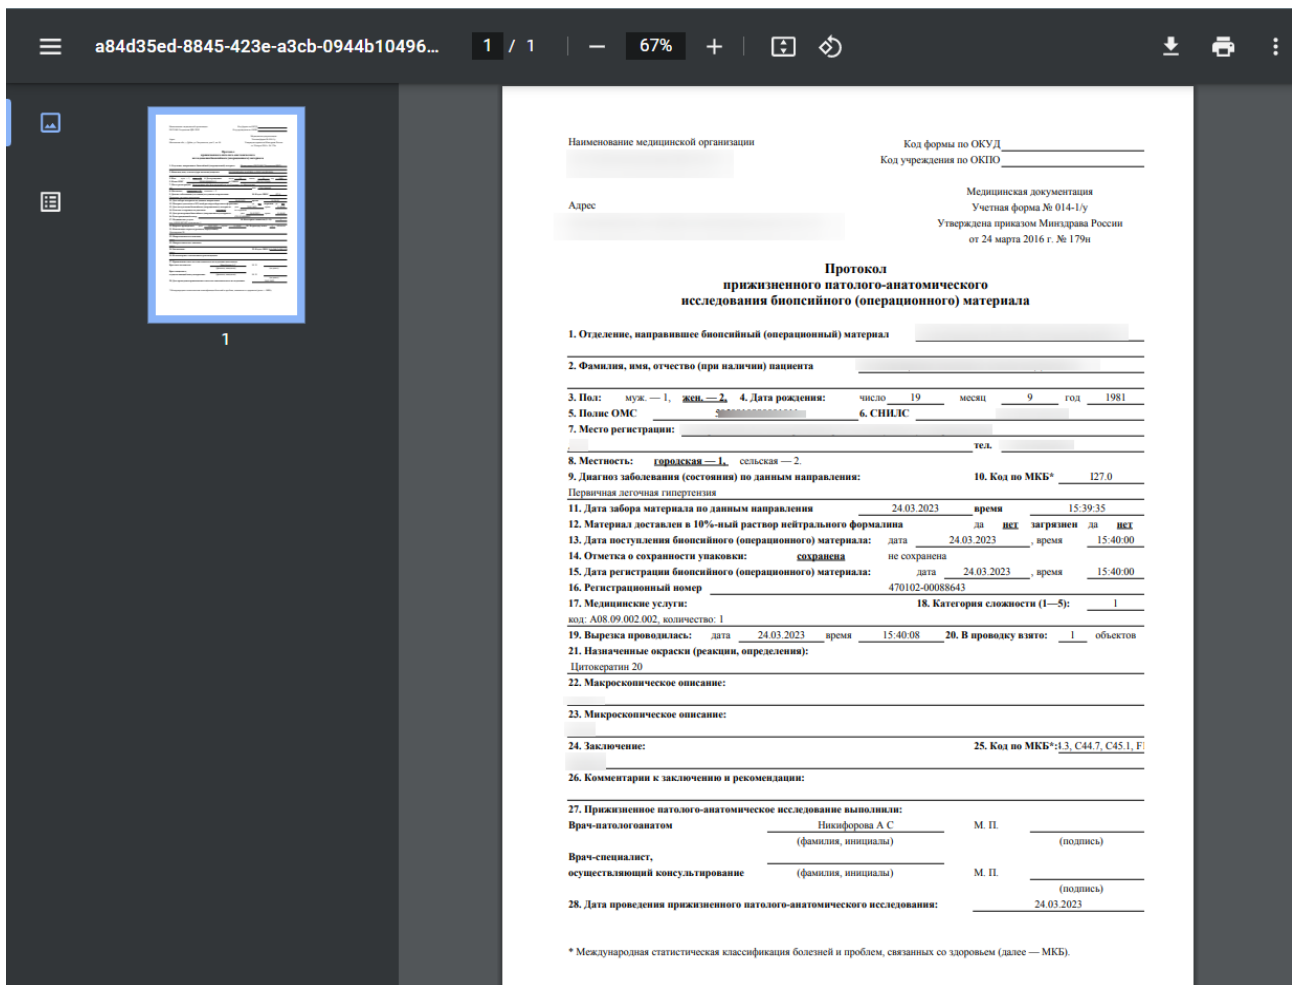 a84d35ed-8845-423e-a3cb-0944b10496... 1 / 1 67%
1
Наименование медицинской организации
Код формы по ОКУД
Код учреждения по ОКПО
Медицинская документация
Адрес
Учетная форма № 014-1/у
Утверждена приказом Минздрава России
от 24 марта 2016 г. № 179н
Протокол
прижизненного патолого-анатомического
исследования биопсийного (операционного) материала
1. Отделение, направившее биопсийный (операционный) материал
2. Фамилия, имя, отчество (при наличии) пациента
3. Пол: муж. — 1, жен. — 2. 4. Дата рождения: число 19 месяц 9 год 1981
5. Полис ОМС 6. СНИЛС
7. Место регистрации:
тел.
8. Местность: городская — 1, сельская — 2.
9. Диагноз заболевания (состояния) по данным направления: 10. Код по МКБ* I27.0
Первичная легочная гипертензия
11. Дата забора материала по данным направления 24.03.2023 время 15:39:35
12. Материал доставлен в 10%-ный раствор нейтрального формалина да нет загрязнен да нет
13. Дата поступления биопсийного (операционного) материала: дата 24.03.2023 , время 15:40:00
14. Отметка о сохранности упаковки: сохранена не сохранена
15. Дата регистрации биопсийного (операционного) материала: дата 24.03.2023 , время 15:40:00
16. Регистрационный номер 470102-00088643
17. Медицинские услуги: 18. Категория сложности (1—5): 1
код: A08.09.002.002, количество: 1
19. Вырезка проводилась: дата 24.03.2023 время 15:40:08 20. В проводку взято: 1 объектов
21. Назначенные окраски (реакции, определения):
Цитокератин 20
22. Макроскопическое описание:
23. Микроскопическое описание:
24. Заключение: 25. Код по МКБ*: .3, C44.7, C45.1,
26. Комментарии к заключению и рекомендации:
27. Прижизненное патолого-анатомическое исследование выполнили:
Врач-патологоанатом Никифорова А С М. П.
(фамилия, инициалы) (подпись)
Врач-специалист,
осуществляющий консультирование (фамилия, инициалы) М. П.
(подпись)
28. Дата проведения прижизненного патолого-анатомического исследования: 24.03.2023
* Международная статистическая классификация болезней и проблем, связанных со здоровьем (далее — МКБ).